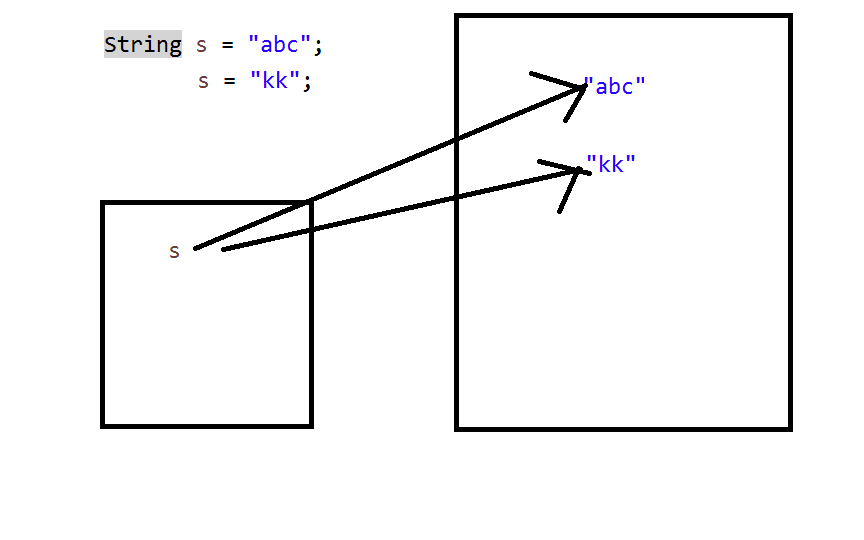 String s = "abc";
s = "kk";
"abc"
"kk"
s